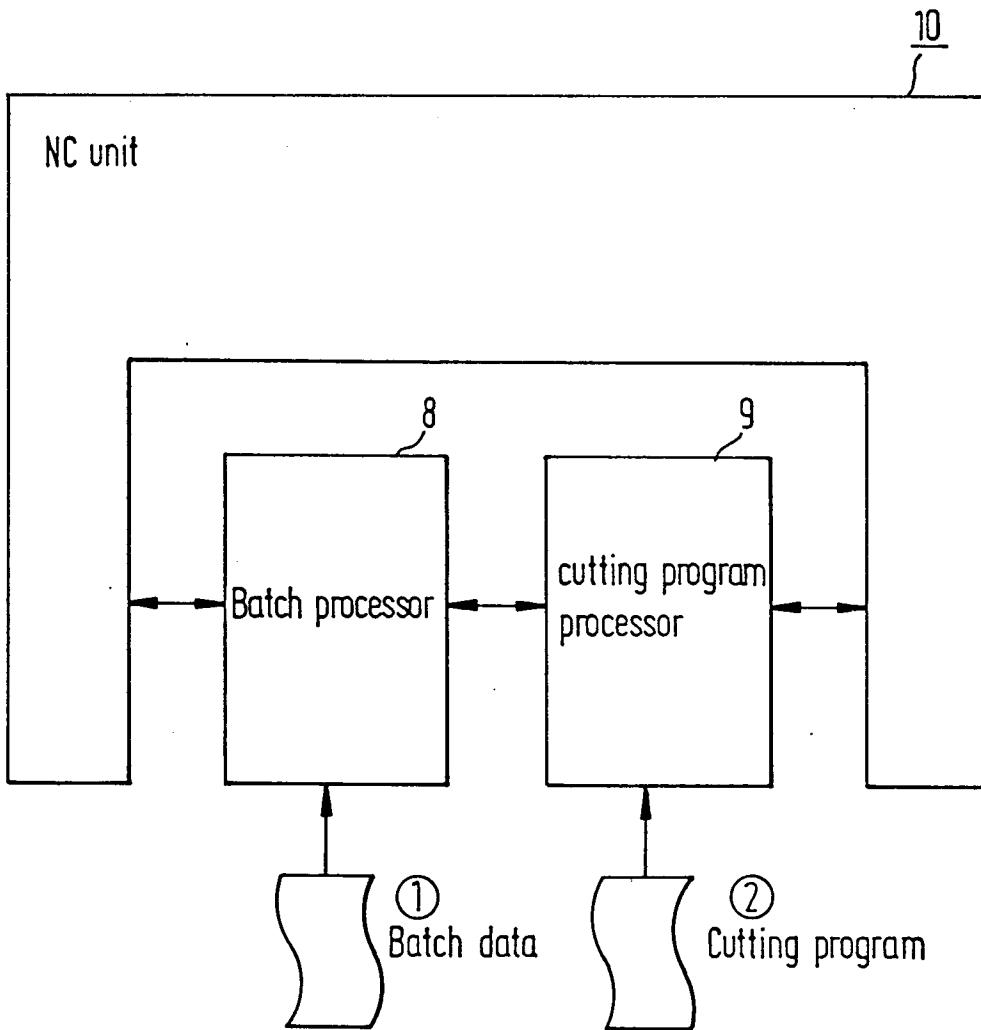 10
NC unit
8
9
Batch processor
cutting program
processor
1
Batch data
2
Cutting program